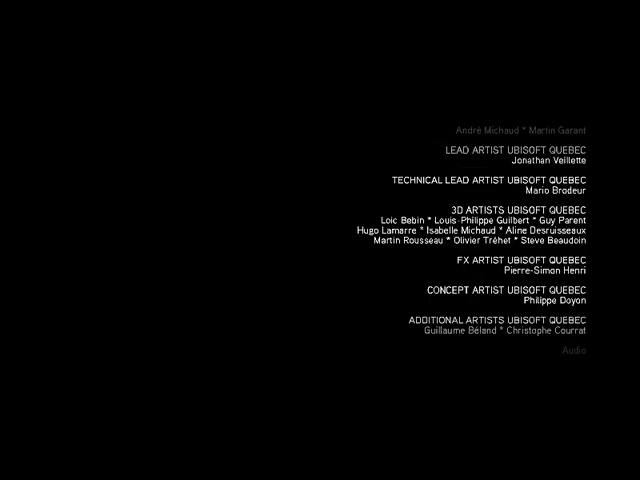 André Michaud * Martin Garant
LEAD ARTIST UBISOFT QUEBEC
Jonathan Veillette
TECHNICAL LEAD ARTIST UBISOFT QUEBEC
Mario Brodeur
3D ARTISTS UBISOFT QUEBEC
Loic Bebin * Louis-Philippe Guilbert * Guy Parent
Hugo Lamarre * Isabelle Michaud * Aline Desruisseaux
Martin Rousseau * Olivier Tréhet * Steve Beaudoin
FX ARTIST UBISOFT QUEBEC
Pierre-Simon Henri
CONCEPT ARTIST UBISOFT QUEBEC
Philippe Doyon
ADDITIONAL ARTISTS UBISOFT QUEBEC
Guillaume Béland * Christophe Courrat
Audio